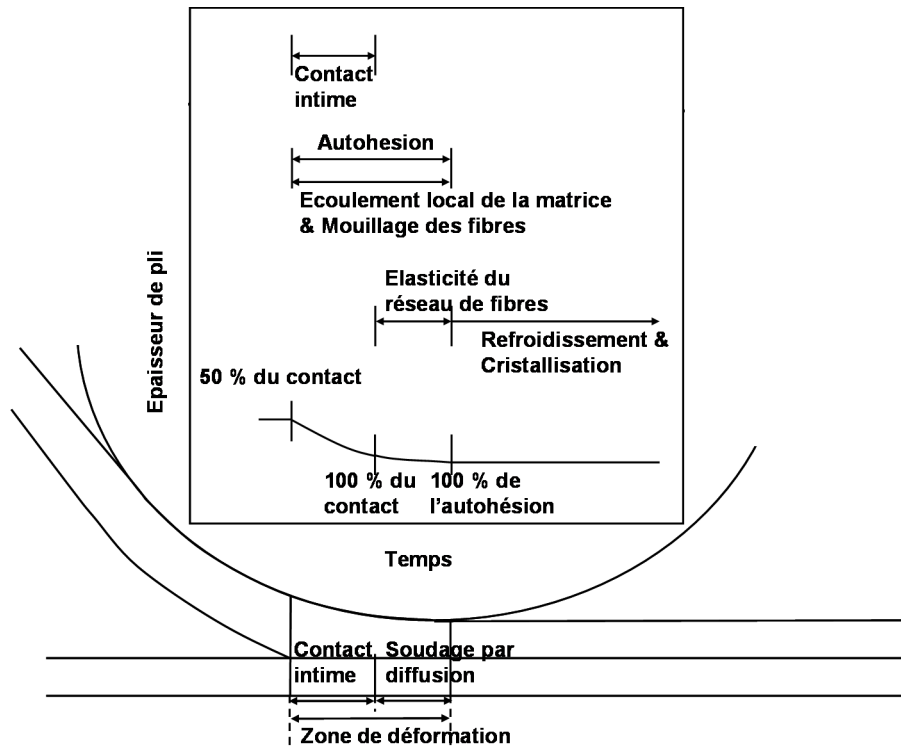 Contact
intime
Autohesion
Ecoulement local de la matrice
& Mouillage des fibres
Elasticité du
réseau de fibres
Refroidissement &
Cristallisation
Epaisseur de pli
50 % du contact
100 % du
contact
100 % de
l'autohésion
Temps
Contact
intime
Soudage par
diffusion
Zone de déformation